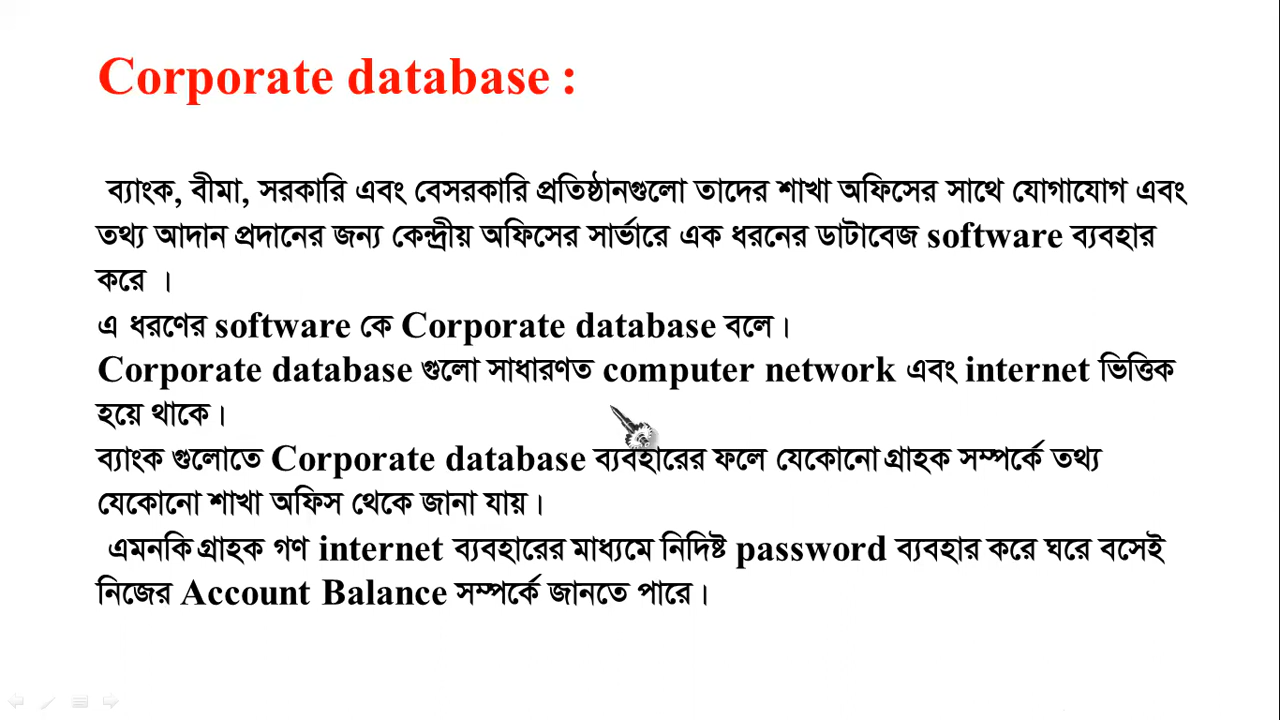 Corporate database :
ব্যাংক, বীমা, সরকারি এবং বেসরকারি প্রতিষ্ঠানগুলো তাদের শাখা অফিসের সাথে যোগাযোগ এবং
তথ্য আদান প্রদানের জন্য কেন্দ্রীয় অফিসের সার্ভারে এক ধরনের ডাটাবেজ software ব্যবহার
করে ।
এ ধরণের software কে Corporate database বলে।
Corporate database গুলো সাধারণত computer network এবং internet ভিত্তিক
হয়ে থাকে।
ব্যাংক গুলোতে Corporate database ব্যবহারের ফলে যেকোনো গ্রাহক সম্পর্কে তথ্য
যেকোনো শাখা অফিস থেকে জানা যায়।
এমনকি গ্রাহক গণ internet ব্যবহারের মাধ্যমে নিদিষ্ট password ব্যবহার করে ঘরে বসেই
নিজের Account Balance সম্পর্কে জানতে পারে।